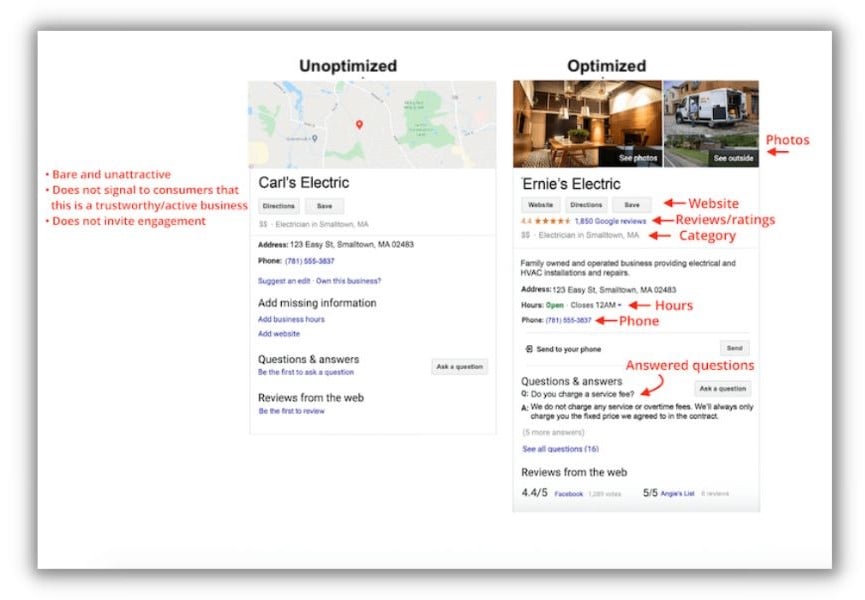 Unoptimized
• Bare and unattractive
• Does not signal to consumers that
this is a trustworthy/active business
• Does not invite engagement
Carl's Electric
Directions
Save
$$ · Electrician in Smalltown, MA
Address: 123 Easy St, Smalltown, MA 02483
Phone: (781) 555-3837
Suggest an edit · Own this business?
Add missing information
Add business hours
Add website
Questions & answers
Be the first to ask a question
Ask a question
Reviews from the web
Be the first to review
Optimized
See photos
See outside
Photos
Ernie's Electric
Website
Directions
Save
Website
4.4 ★★★★★ 1,850 Google reviews
Reviews/ratings
$$ · Electrician in Smalltown, MA
Category
Family owned and operated business providing electrical and
HVAC installations and repairs.
Address: 123 Easy St, Smalltown, MA 02483
Hours: Open · Closes 12AM
Hours
Phone: (781) 555-3837
Phone
Send to your phone
Send
Answered questions
Questions & answers
Q: Do you charge a service fee?
Ask a question
A: We do not charge any service or overtime fees. We'll always only
charge you the fixed price we agreed to in the contract.
(5 more answers)
See all questions (16)
Reviews from the web
4.4/5 Facebook 1,289 votes
5/5 Angie's List 6 reviews